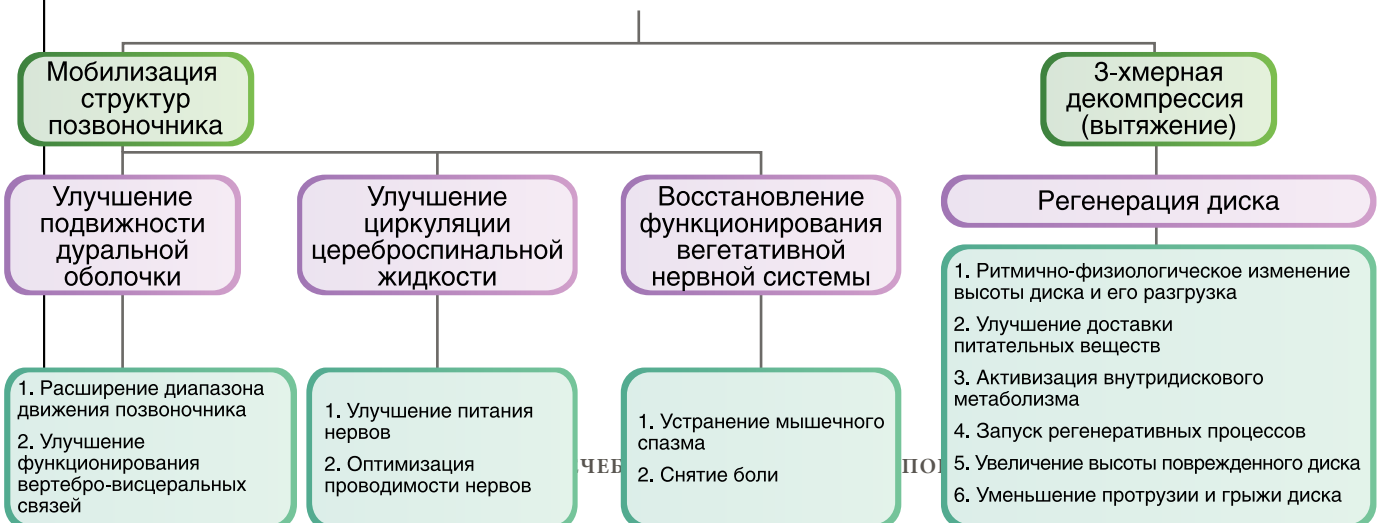 Мобилизация
структур
позвоночника
3-хмерная
декомпрессия
(вытяжение)
Улучшение
подвижности
дуральной
оболочки
Улучшение
циркуляции
цереброспинальной
жидкости
Восстановление
функционирования
вегетативной
нервной системы
Регенерация диска
1. Расширение диапазона
движения позвоночника
2. Улучшение
функционирования
вертебро-висцеральных
связей
1. Улучшение питания
нервов
2. Оптимизация
проводимости нервов
1. Устранение мышечного
спазма
2. Снятие боли
1. Ритмично-физиологическое изменение
высоты диска и его разгрузка
2. Улучшение доставки
питательных веществ
3. Активизация внутридискового
метаболизма
4. Запуск регенеративных процессов
5. Увеличение высоты поврежденного диска
6. Уменьшение протрузии и грыжи диска